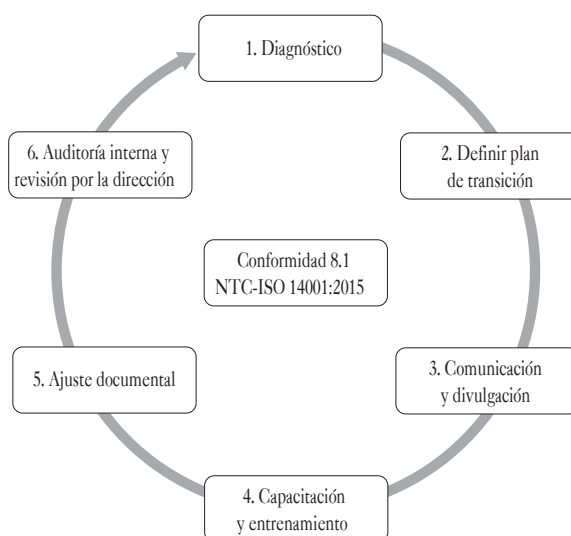 1. Diagnóstico
2. Definir plan
de transición
3. Comunicación
y divulgación
4. Capacitación
y entrenamiento
5. Ajuste documental
6. Auditoría interna y
revisión por la dirección
Conformidad 8.1
NTC-ISO 14001:2015